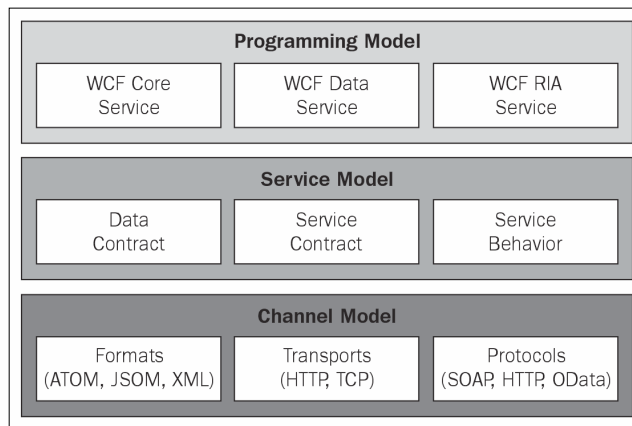 Programming Model
WCF Core
Service
WCF Data
Service
WCF RIA
Service
Service Model
Data
Contract
Service
Contract
Service
Behavior
Channel Model
Formats
(ATOM, JSOM, XML)
Transports
(HTTP, TCP)
Protocols
(SOAP, HTTP, OData)